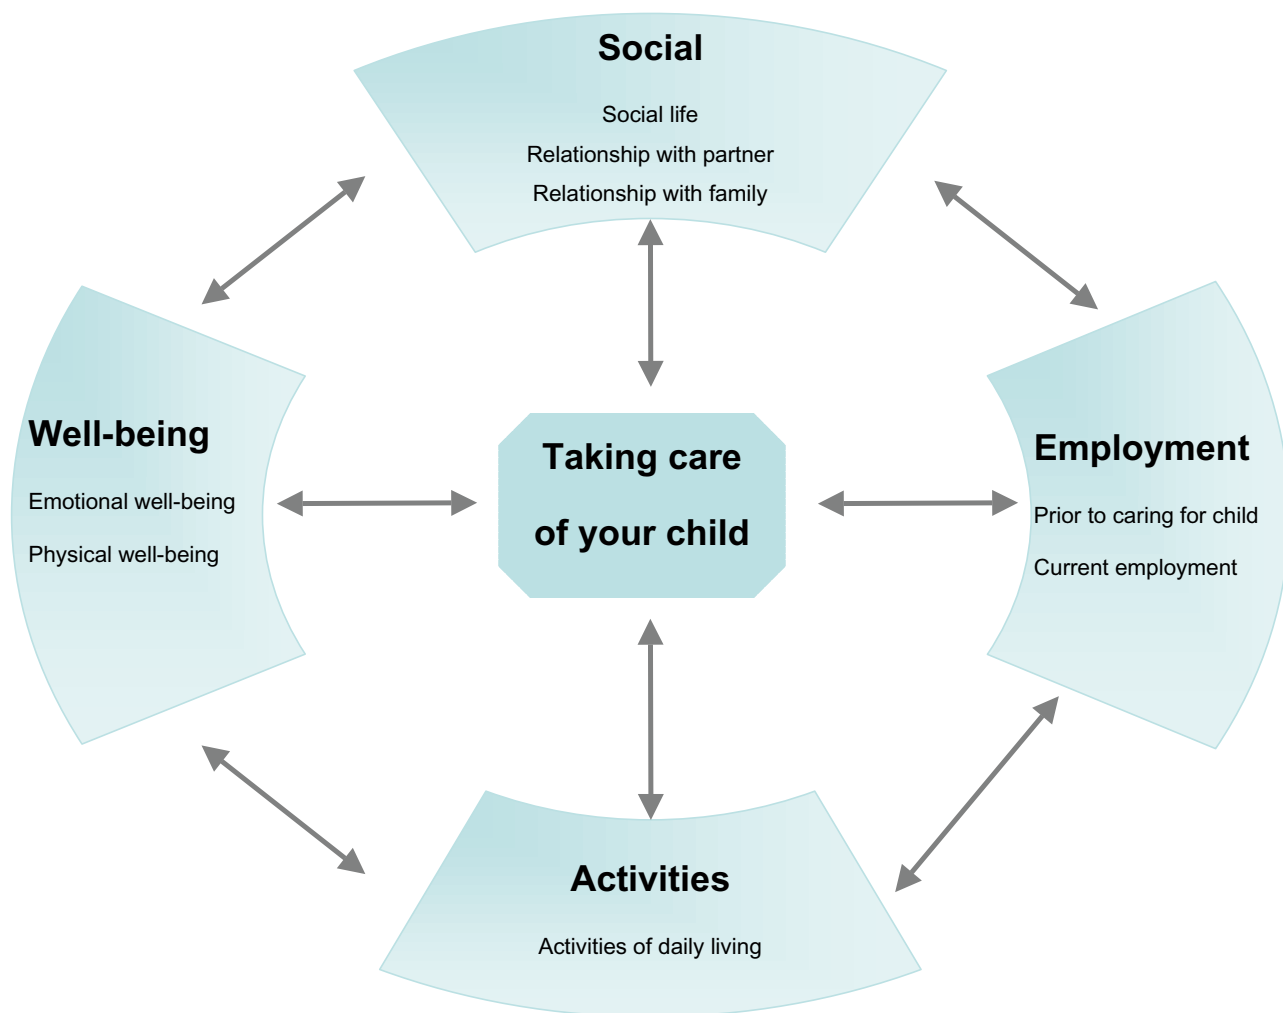 Social
Social life
Relationship with partner
Relationship with family
Well-being
Emotional well-being
Physical well-being
Taking care
of your child
Employment
Prior to caring for child
Current employment
Activities
Activities of daily living